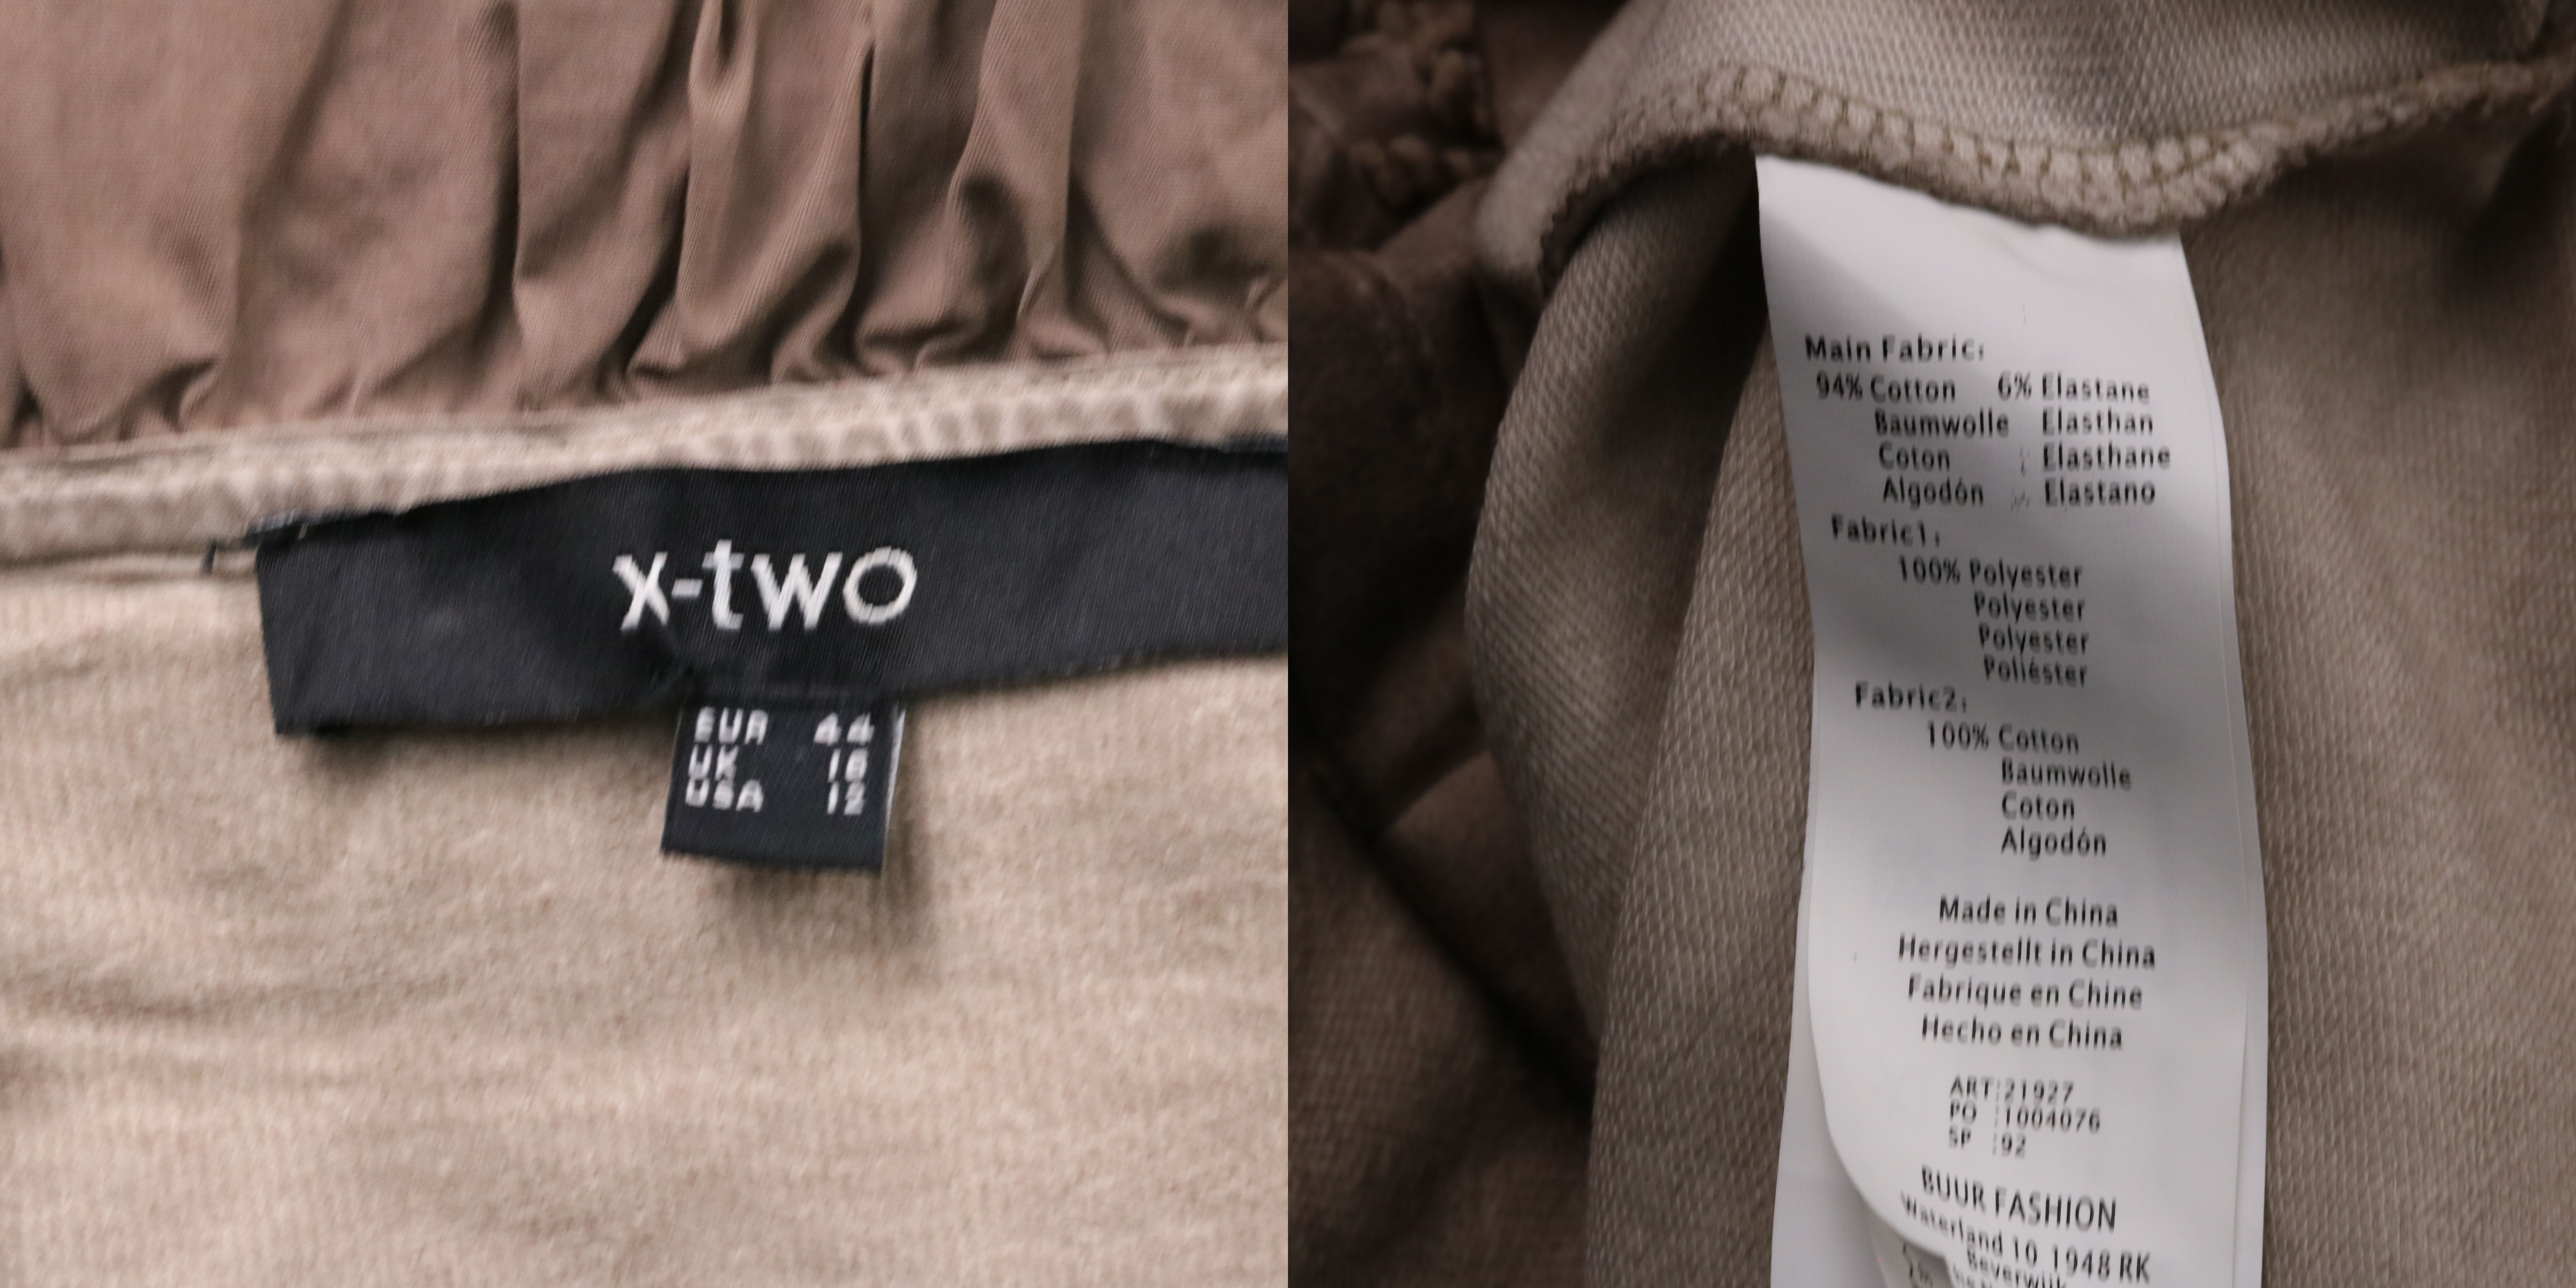 x-two
EUR 44
UK 18
USA 12
Main Fabric:
94% Cotton 6% Elastane
Baumwolle Elasthan
Coton Elasthane
Algodón Elastano
Fabric1:
100% Polyester
Polyester
Polyester
Poliéster
Fabric2:
100% Cotton
Baumwolle
Coton
Algodón
Made in China
Hergestellt in China
Fabrique en Chine
Hecho en China
ART:21927
PO :1004076
SP :92
BUUR FASHION
Waterland 10 1948 RK
Beverwijk